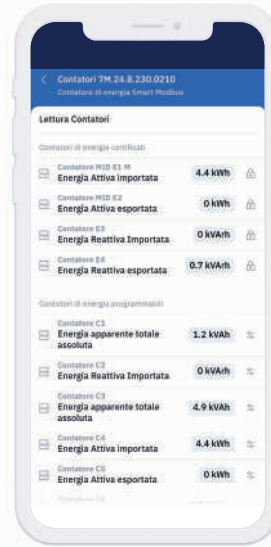 Contatori 7M.24.8.230.0210
Contatore di energia Smart Modbus
Lettura Contatori
Contatori di energia certificati
Contatore MID E1 M
Energia Attiva importata
4.4 kWh
Contatore MID E2
Energia Attiva esportata
0 kWh
Contatore E3
Energia Reattiva Importata
0 kVArh
Contatore E4
Energia Reattiva esportata
0.7 kVArh
Contatori di energia programmabili
Contatore C1
Energia apparente totale
assoluta
1.2 kVAh
Contatore C2
Energia Reattiva Importata
0 kVArh
Contatore C3
Energia apparente totale
assoluta
4.9 kVAh
Contatore C4
Energia Attiva importata
4.4 kWh
Contatore C5
Energia Attiva esportata
0 kWh